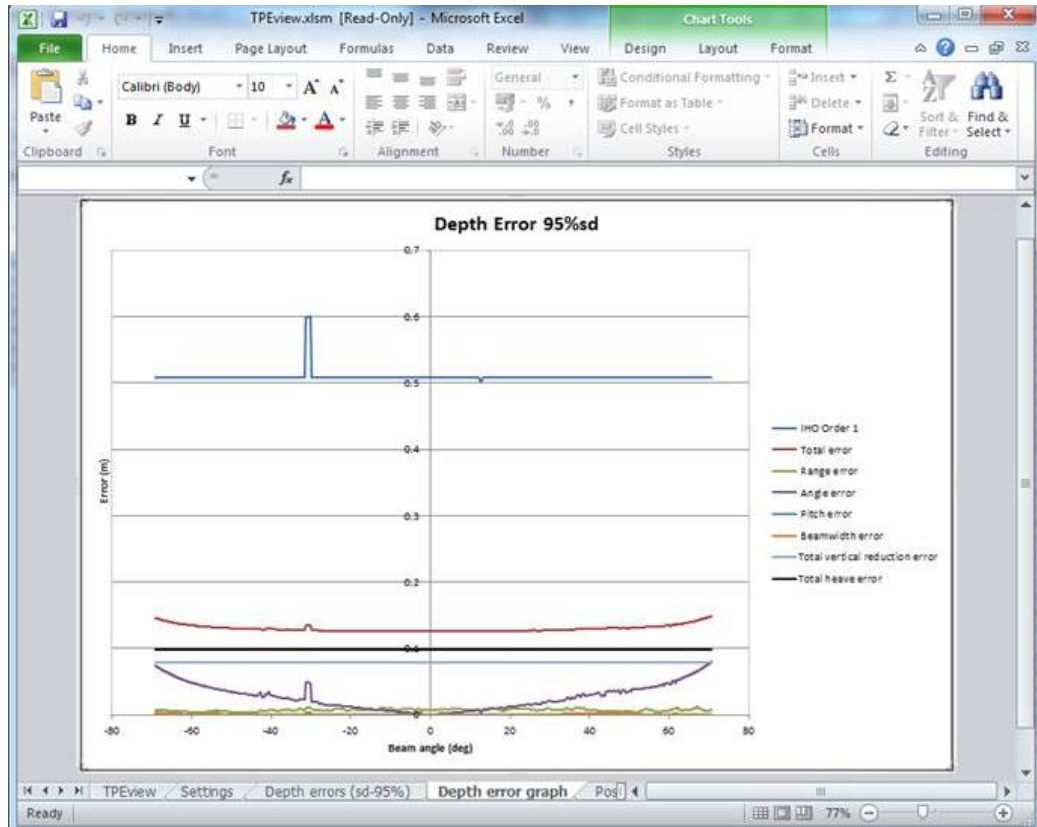 TPEview.xlsm [Read-Only] - Microsoft Excel
Chart Tools
File Home Insert Page Layout Formulas Data Review View Design Layout Format
Paste
Calibri (Body) 10 A A
B I U A
General
% ,
.00 .00
Conditional Formatting
Format as Table
Cell Styles
Insert
Delete
Format
Σ
Sort & Filter
Find & Select
Clipboard Font Alignment Number Styles Cells Editing
fx
Depth Error 95%sd
0.7
0.6
0.5
0.4
0.3
0.2
0.1
0
Error (m)
-80 -60 -40 -20 0 20 40 60 80
Beam angle (deg)
IHO Order 1
Total error
Range error
Angle error
Pitch error
Beamwidth error
Total vertical reduction error
Total heave error
TPEview Settings Depth errors (sd-95%) Depth error graph Pos
Ready 77%